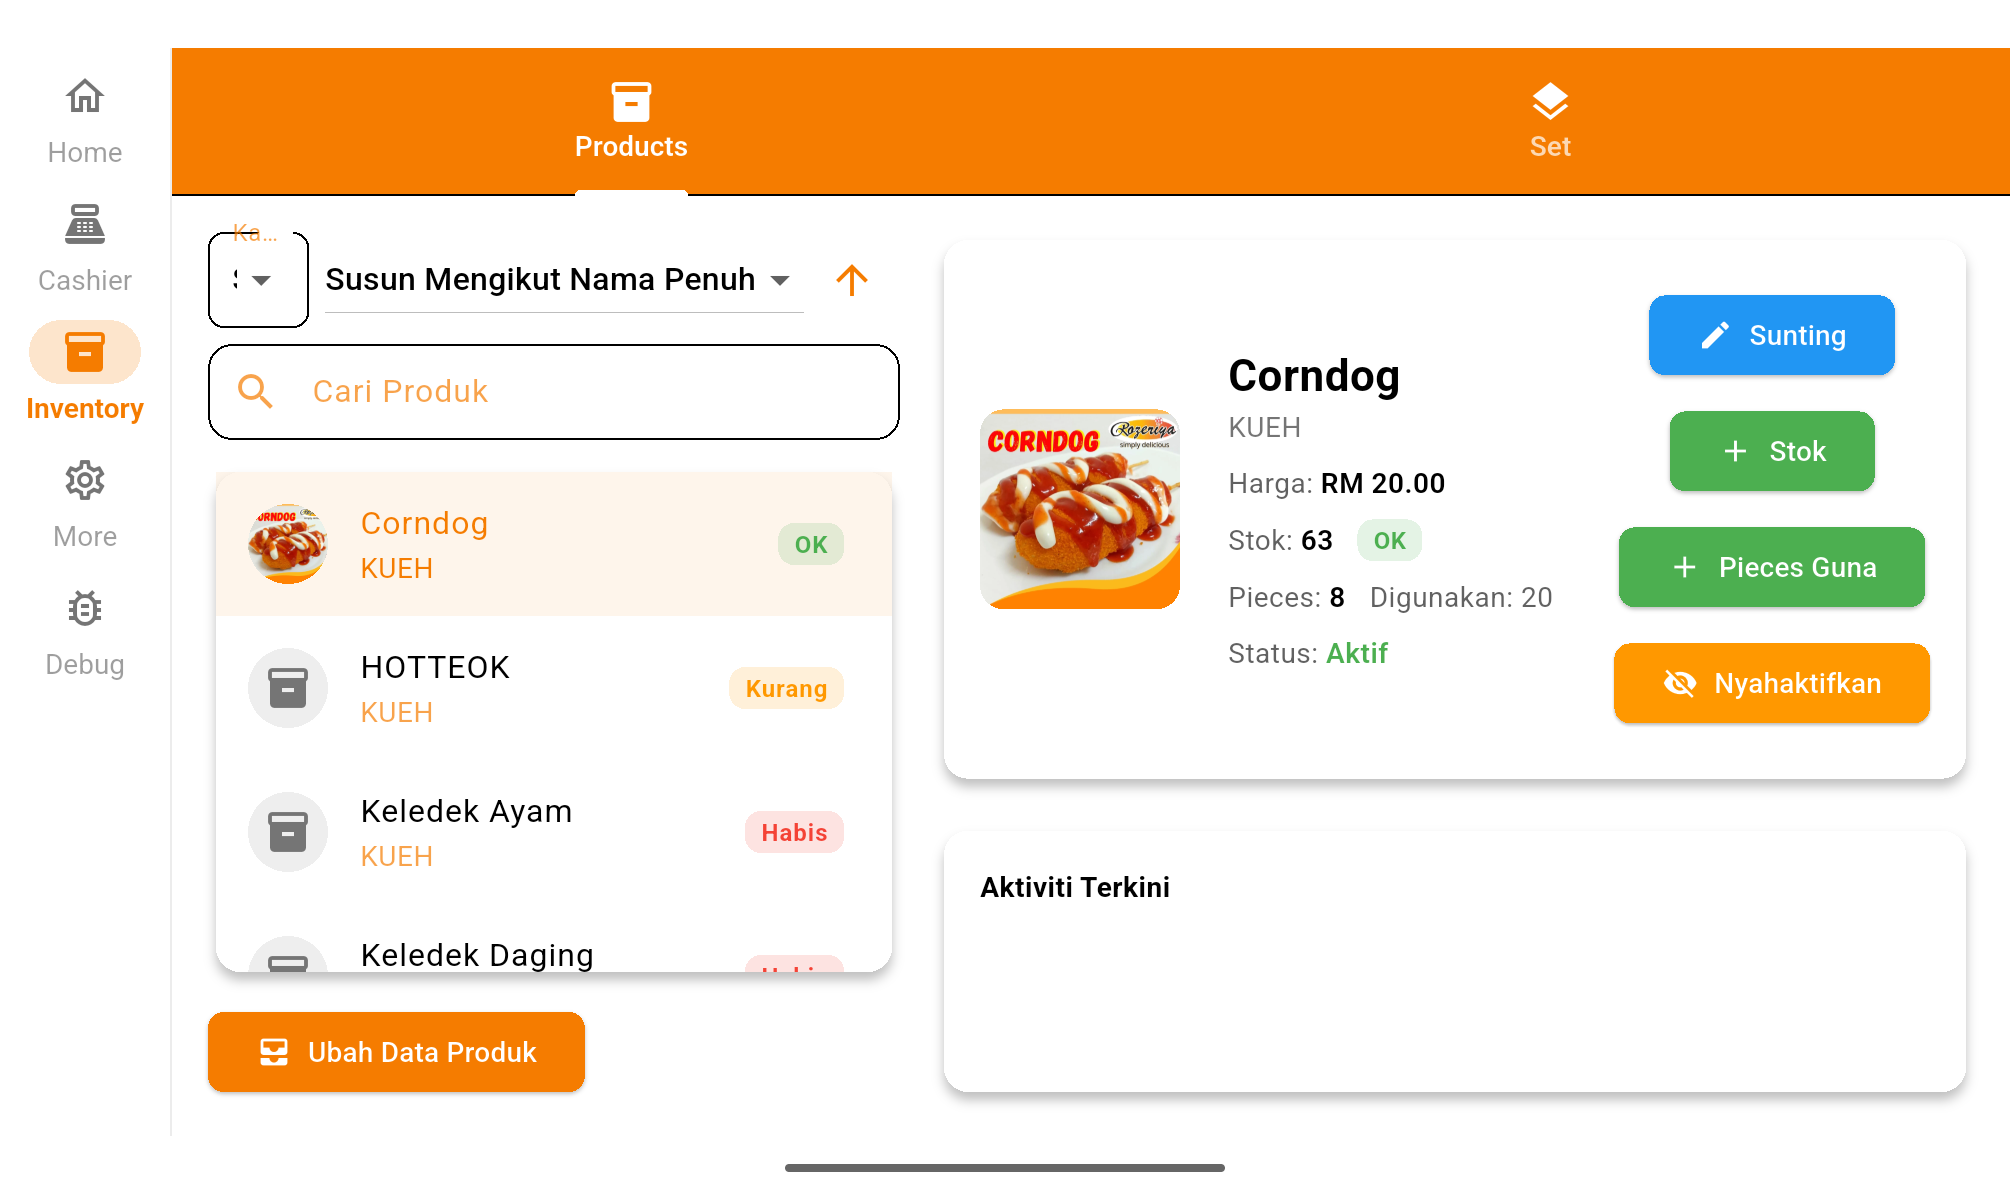 Home
Cashier
Inventory
More
Debug
Products
Set
Ka...
Susun Mengikut Nama Penuh
Cari Produk
CORNDOG
Corndog
KUEH
OK
HOTTEOK
KUEH
Kurang
Keledek Ayam
KUEH
Habis
Keledek Daging
Habis
Ubah Data Produk
CORNDOG
Rozeriya
simply delicious
Corndog
KUEH
Harga: RM 20.00
Stok: 63 OK
Pieces: 8 Digunakan: 20
Status: Aktif
Sunting
+ Stok
+ Pieces Guna
Nyahaktifkan
Aktiviti Terkini